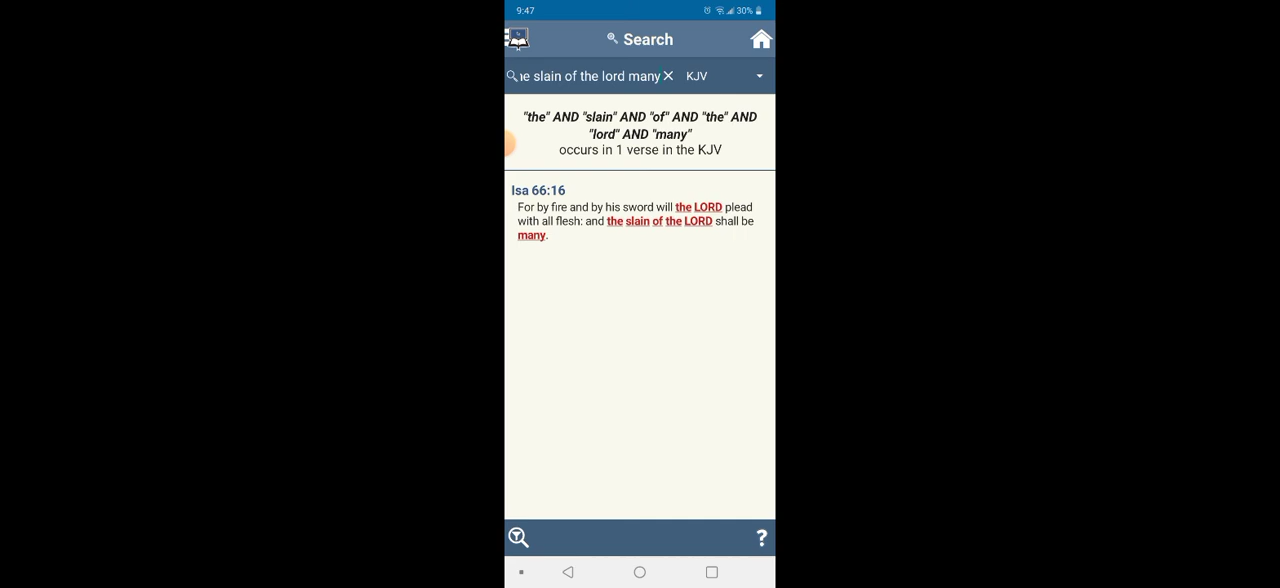 9:47 30%
Search
slain of the lord many KJV
"the" AND "slain" AND "of" AND "the" AND
"lord" AND "many"
occurs in 1 verse in the KJV
Isa 66:16
For by fire and by his sword will the LORD plead
with all flesh: and the slain of the LORD shall be
many.
?